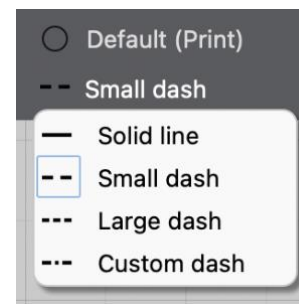 Default (Print)
Small dash
Solid line
Small dash
Large dash
Custom dash